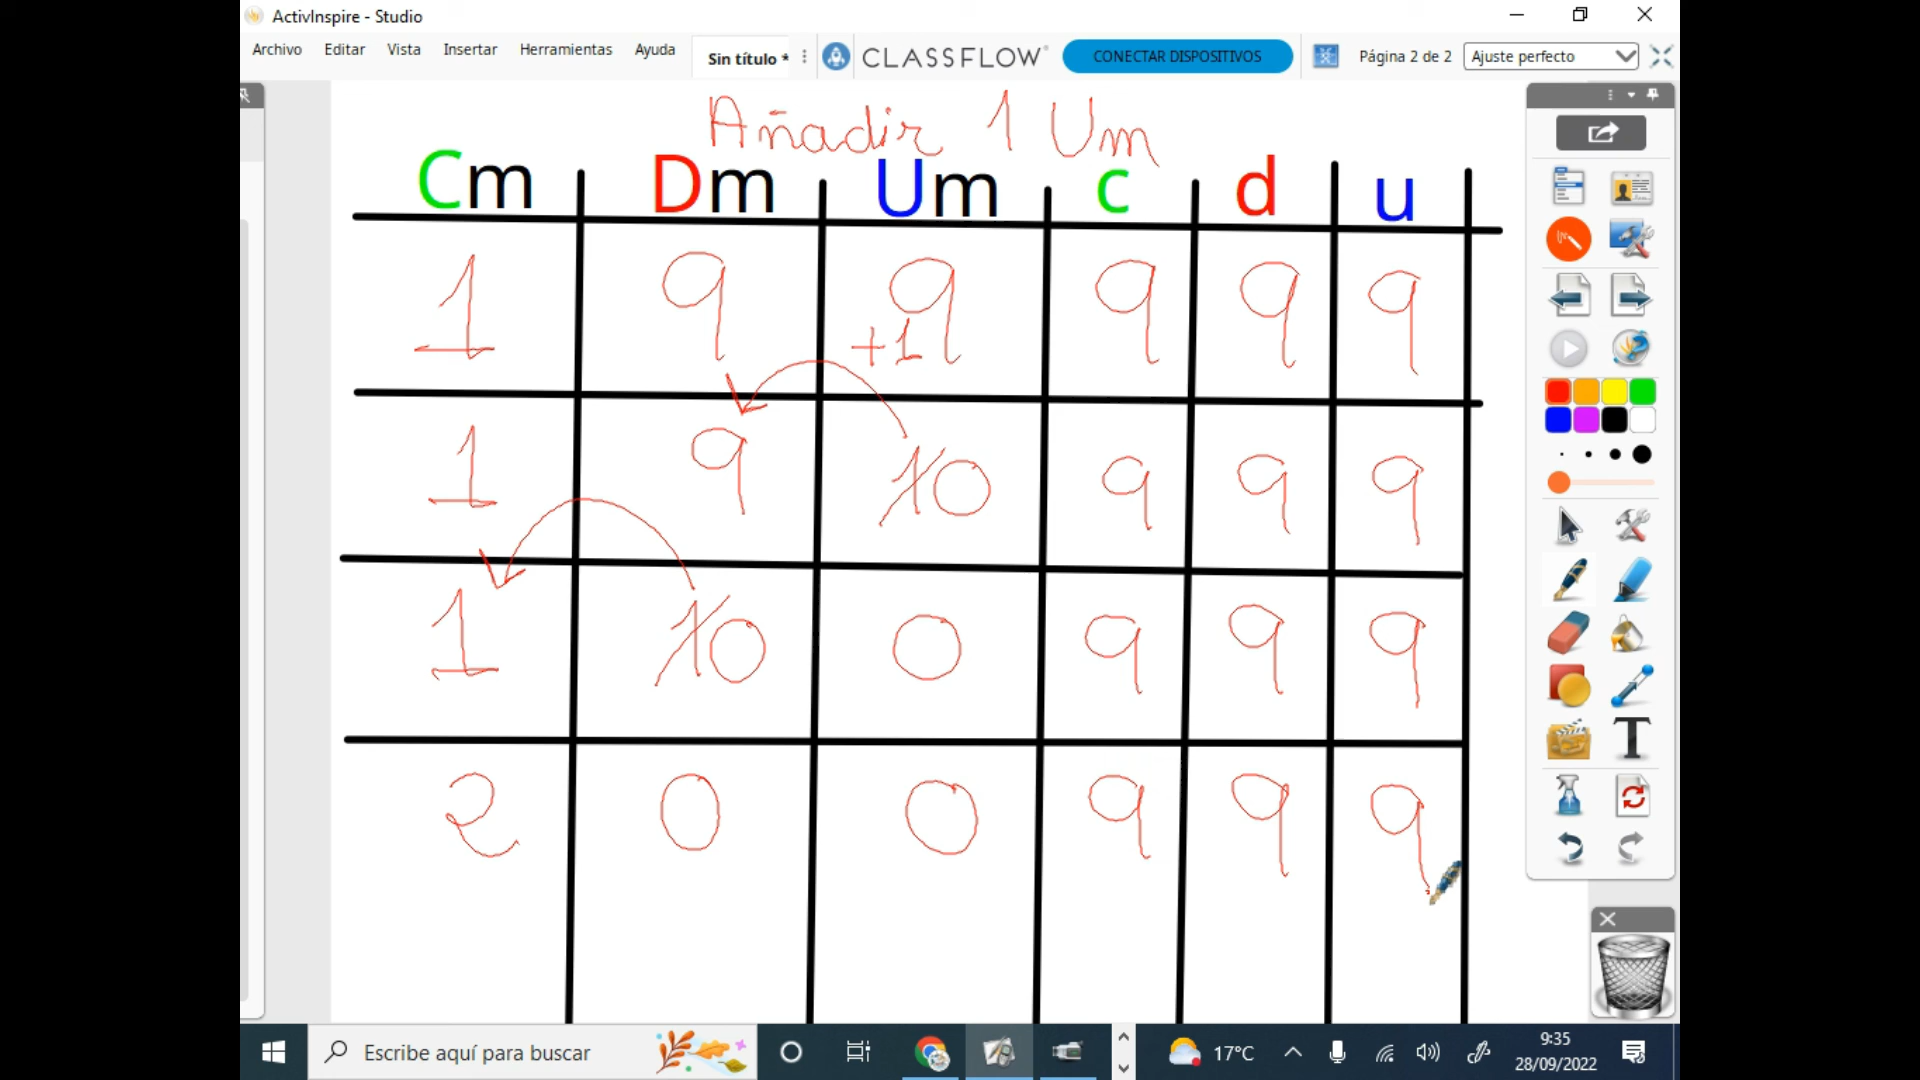 ActivInspire - Studio
Archivo Editar Vista Insertar Herramientas Ayuda Sin título * CLASSFLOW CONECTAR DISPOSITIVOS Página 2 de 2 Ajuste perfecto
Añadir 1 Um
Cm Dm Um c d u
1 9 9 9 9 9
+1
1 9 10 9 9 9
1 10 0 9 9 9
2 0 0 9 9 9
T
Escribe aquí para buscar 17°C 9:35
28/09/2022